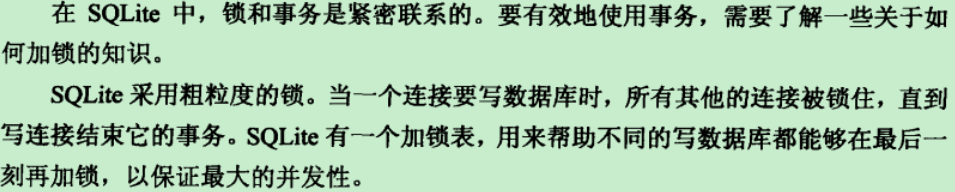 在 SQLite 中，锁和事务是紧密联系的。要有效地使用事务，需要了解一些关于如
何加锁的知识。
SQLite 采用粗粒度的锁。当一个连接要写数据库时，所有其他的连接被锁住，直到
写连接结束它的事务。SQLite 有一个加锁表，用来帮助不同的写数据库都能够在最后一
刻再加锁，以保证最大的并发性。